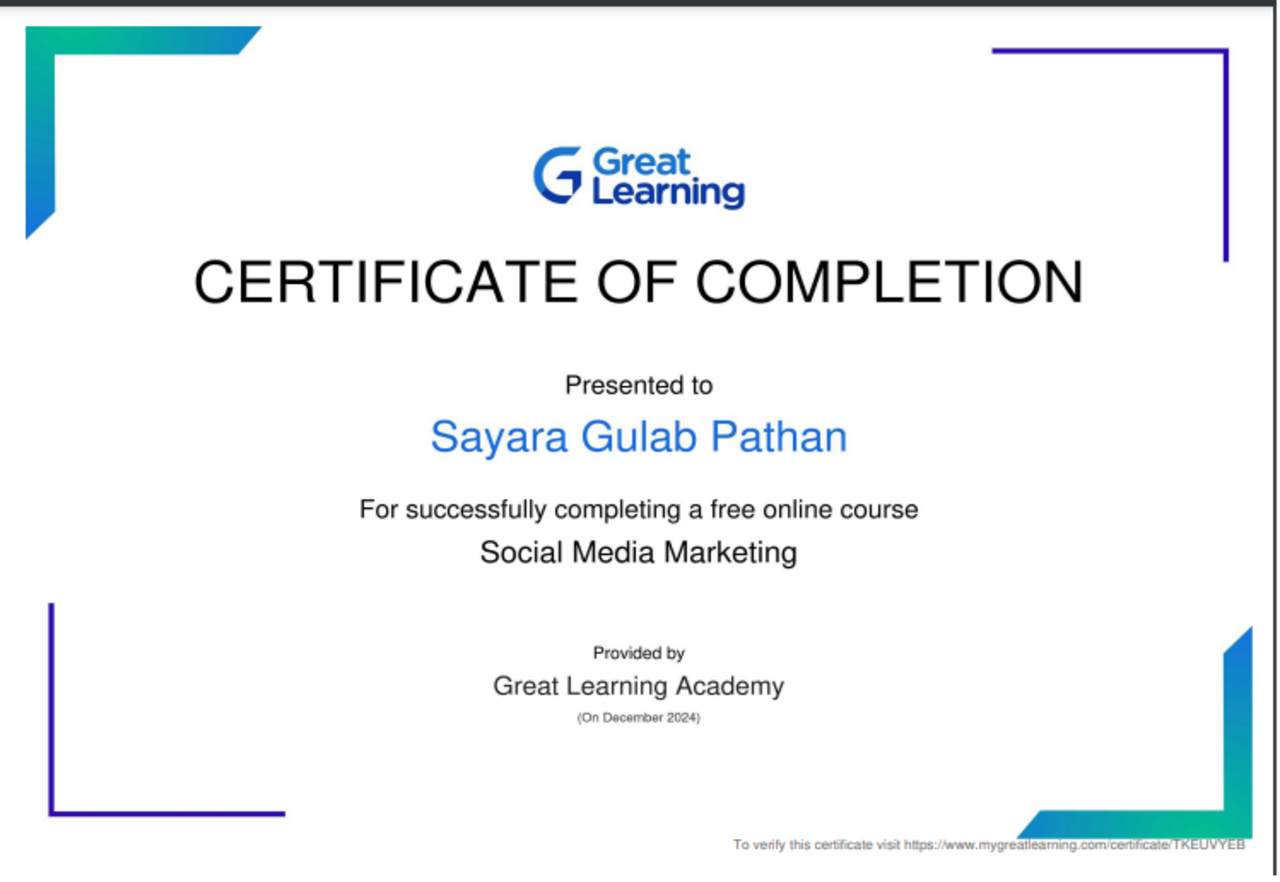 Great
Learning
CERTIFICATE OF COMPLETION
Presented to
Sayara Gulab Pathan
For successfully completing a free online course
Social Media Marketing
Provided by
Great Learning Academy
(On December 2024)
To verify this certificate visit https://www.mygreatlearning.com/certificate/TKEUVYEB